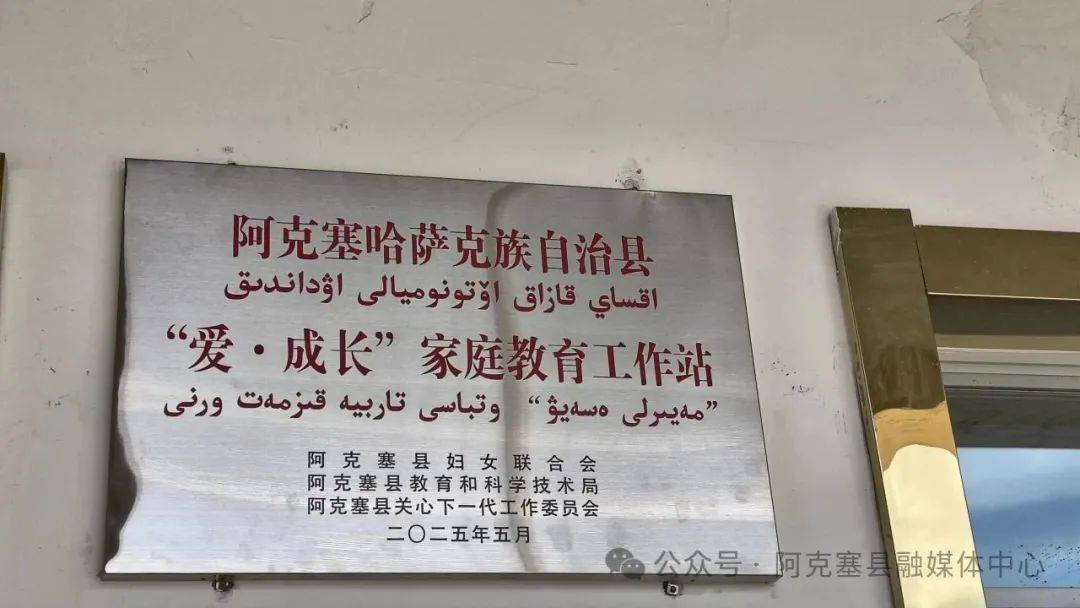 阿克塞哈萨克族自治县
اقساي قازاق اۆتونوميالى اۋداندىق
“爱·成长”家庭教育工作站
”مەيىرلى ەسەيۋ“ وتباسى تاربيە قىزمەت ورنى
阿克塞县妇女联合会
阿克塞县教育和科学技术局
阿克塞县关心下一代工作委员会
二〇二五年五月
公众号·阿克塞县融媒体中心